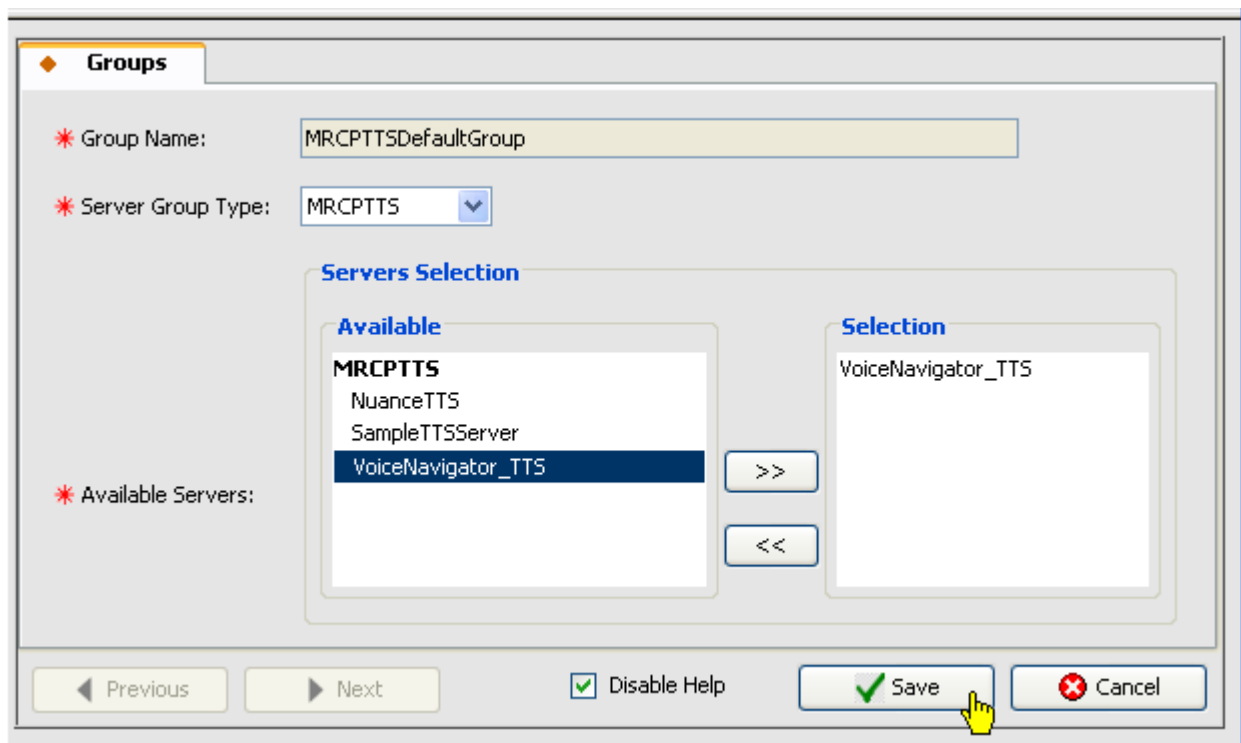 Groups
Group Name:
MRCPTTSDefaultGroup
Server Group Type:
MRCPTTS
Servers Selection
Available
Selection
MRCPTTS
NuanceTTS
SampleTTSServer
VoiceNavigator_TTS
VoiceNavigator_TTS
Available Servers:
>>
<<
Previous
Next
Disable Help
Save
Cancel